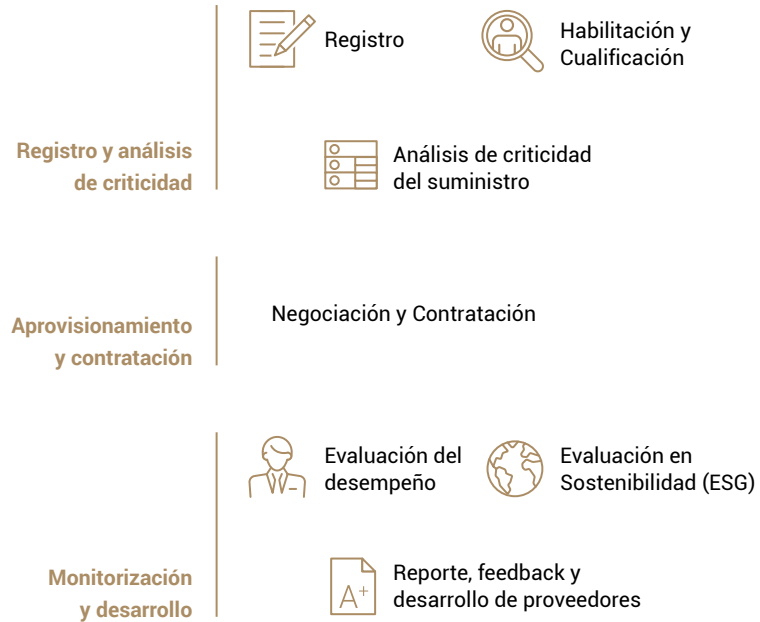 Registro
Habilitación y
Cualificación
Registro y análisis
de criticidad
Análisis de criticidad
del suministro
Aprovisionamiento
y contratación
Negociación y Contratación
Evaluación del
desempeño
Evaluación en
Sostenibilidad (ESG)
Monitorización
y desarrollo
A+
Reporte, feedback y
desarrollo de proveedores